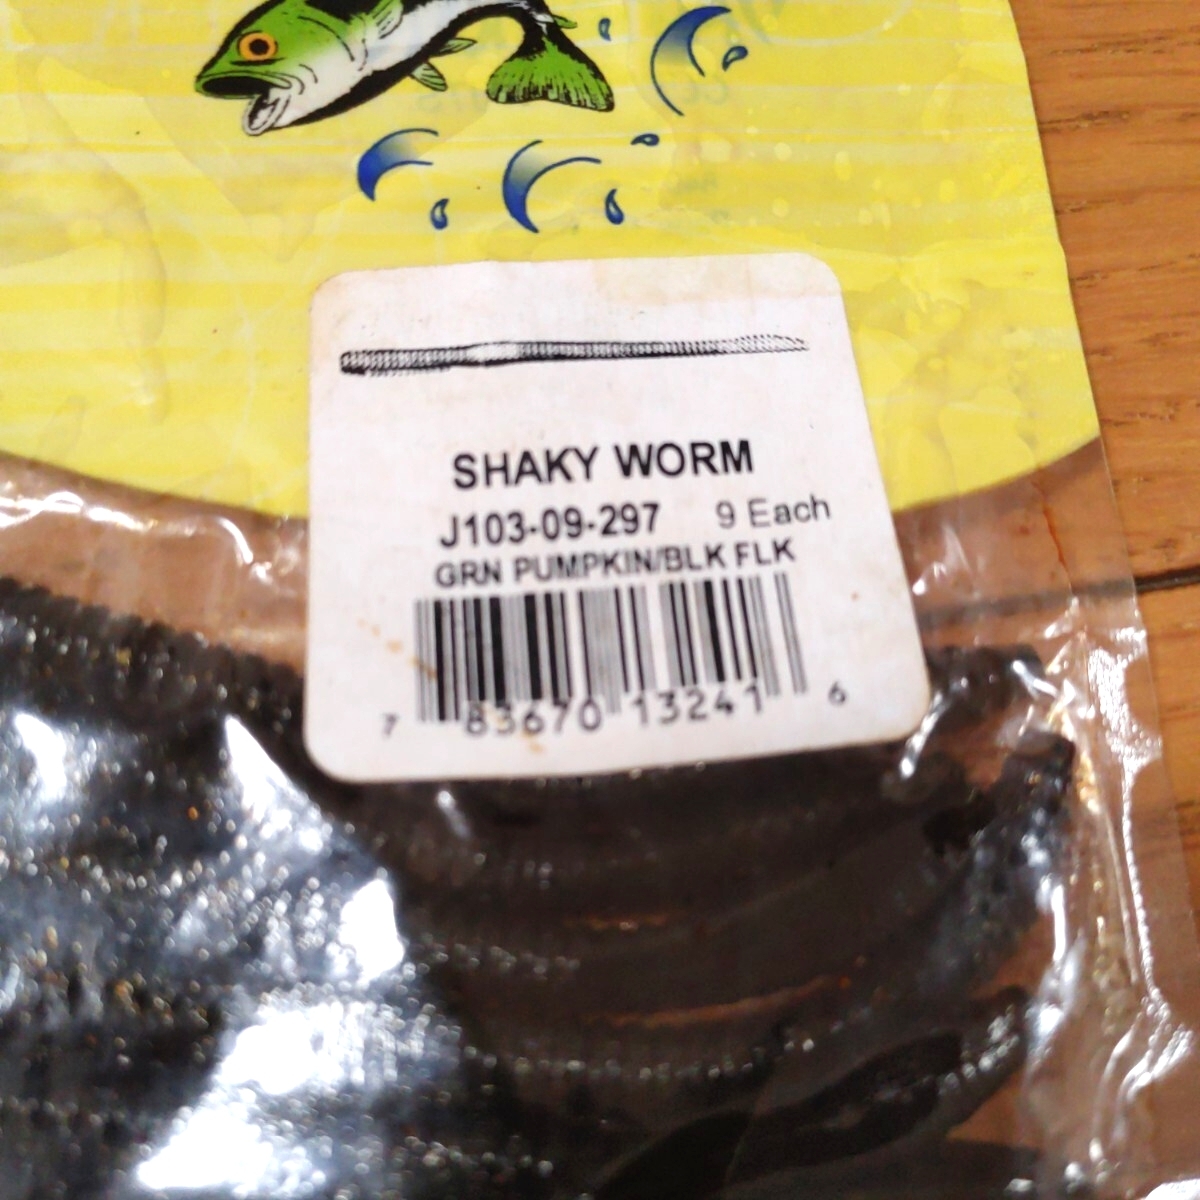 SHAKY WORM
J103-09-297 9 Each
GRN PUMPKIN/BLK FLK
7 83670 13241 6